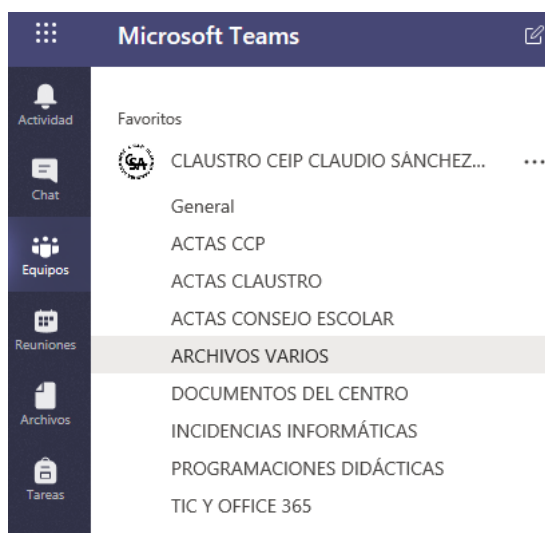 Microsoft Teams
Actividad
Chat
Equipos
Reuniones
Archivos
Tareas
Favoritos
CSA
CLAUSTRO CEIP CLAUDIO SÁNCHEZ...
General
ACTAS CCP
ACTAS CLAUSTRO
ACTAS CONSEJO ESCOLAR
ARCHIVOS VARIOS
DOCUMENTOS DEL CENTRO
INCIDENCIAS INFORMÁTICAS
PROGRAMACIONES DIDÁCTICAS
TIC Y OFFICE 365